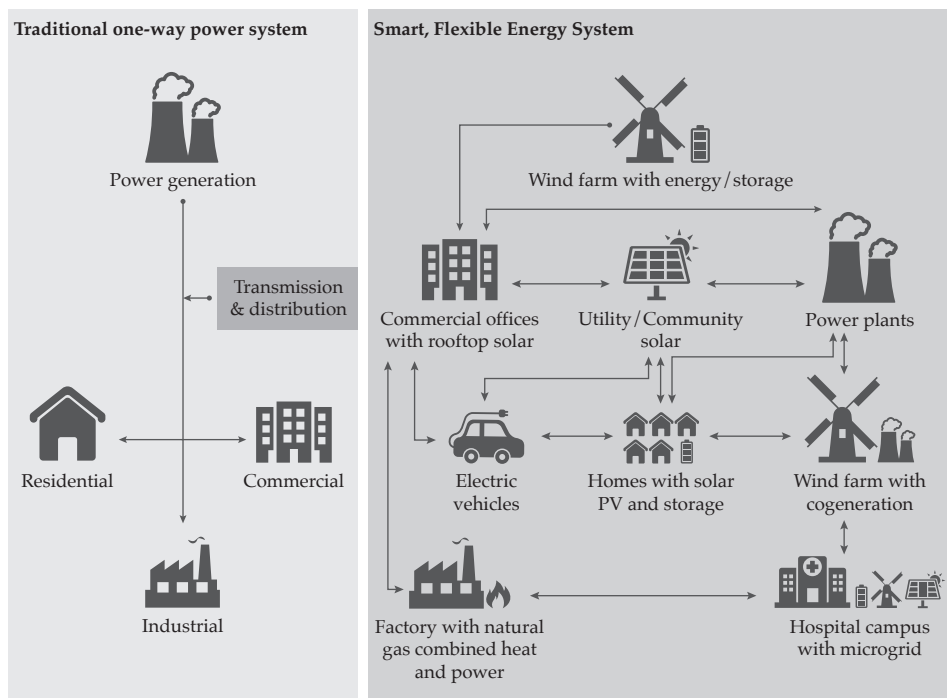 Traditional one-way power system
Power generation
Transmission
& distribution
Residential
Commercial
Industrial
Smart, Flexible Energy System
Wind farm with energy/storage
Commercial offices
with rooftop solar
Utility/Community
solar
Power plants
Electric
vehicles
Homes with solar
PV and storage
Wind farm with
cogeneration
Factory with natural
gas combined heat
and power
Hospital campus
with microgrid